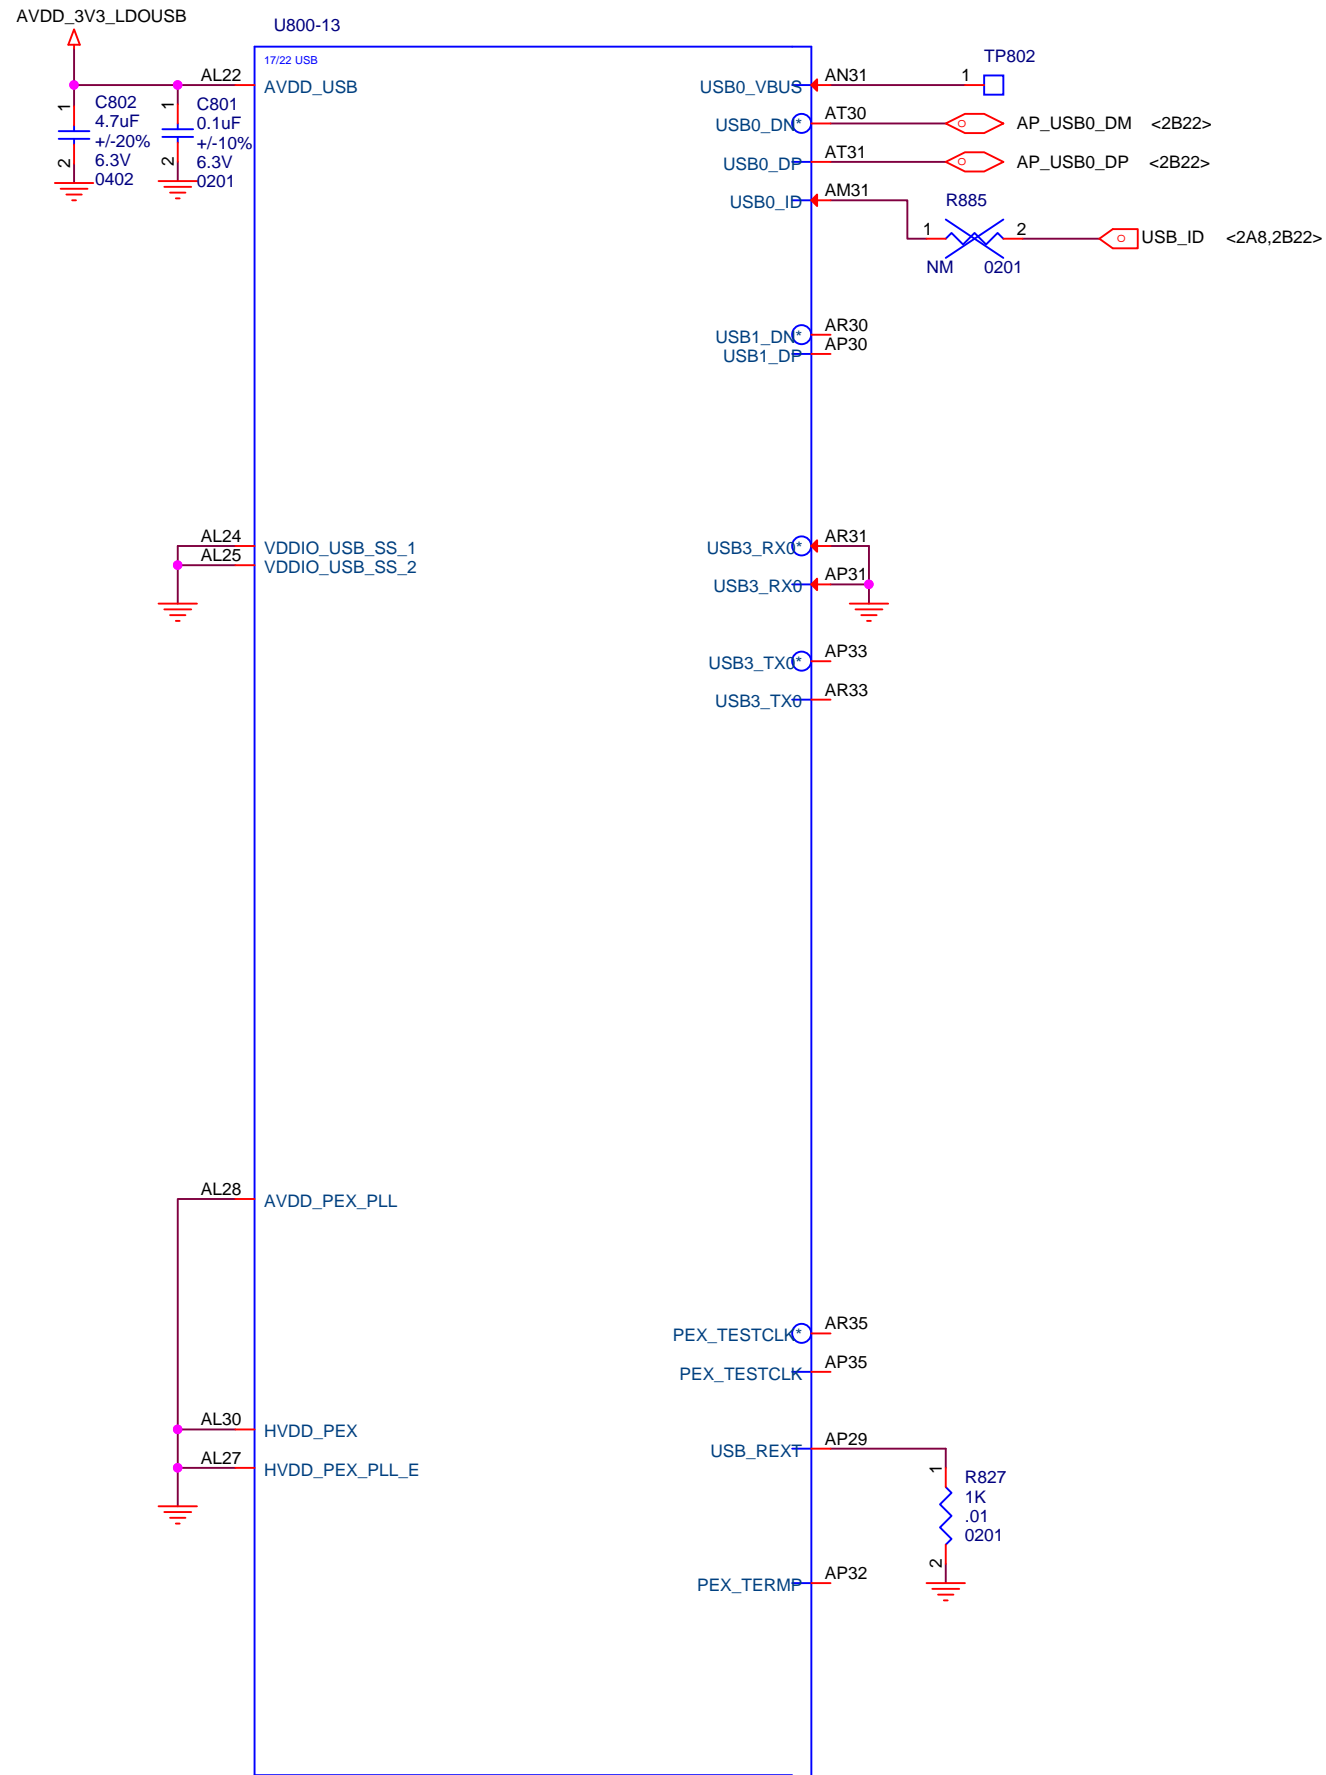 AVDD_3V3_LDOUSB
U800-13
17/22 USB
AL22
AVDD_USB
1
C802
4.7uF
+/-20%
6.3V
0402
2
1
C801
0.1uF
+/-10%
6.3V
0201
2
USB0_VBUS
AN31
1
TP802
USB0_DN*
AT30
AP_USB0_DM <2B22>
USB0_DP
AT31
AP_USB0_DP <2B22>
USB0_ID
AM31
R885
1
2
NM
0201
USB_ID <2A8,2B22>
USB1_DN*
AR30
USB1_DP
AP30
AL24
VDDIO_USB_SS_1
AL25
VDDIO_USB_SS_2
USB3_RX0*
AR31
USB3_RX0
AP31
USB3_TX0*
AP33
USB3_TX0
AR33
AL28
AVDD_PEX_PLL
PEX_TESTCLK*
AR35
PEX_TESTCLK
AP35
AL30
HVDD_PEX
AL27
HVDD_PEX_PLL_E
USB_REXT
AP29
1
R827
1K
.01
0201
2
PEX_TERMP
AP32